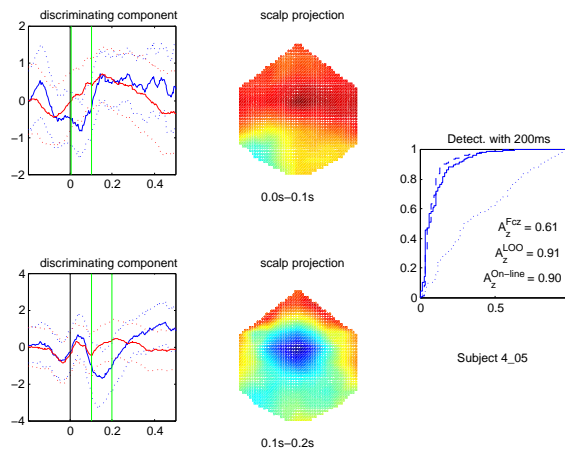 discriminating component
2
1
0
−1
−2
0
0.2
0.4
scalp projection
0.0s−0.1s
discriminating component
4
2
0
−2
−4
0
0.2
0.4
scalp projection
0.1s−0.2s
Detect. with 200ms
1
0.8
0.6
0.4
0.2
0
0
0.5
A_z^Fcz = 0.61
A_z^LOO = 0.91
A_z^On−line = 0.90
Subject 4_05